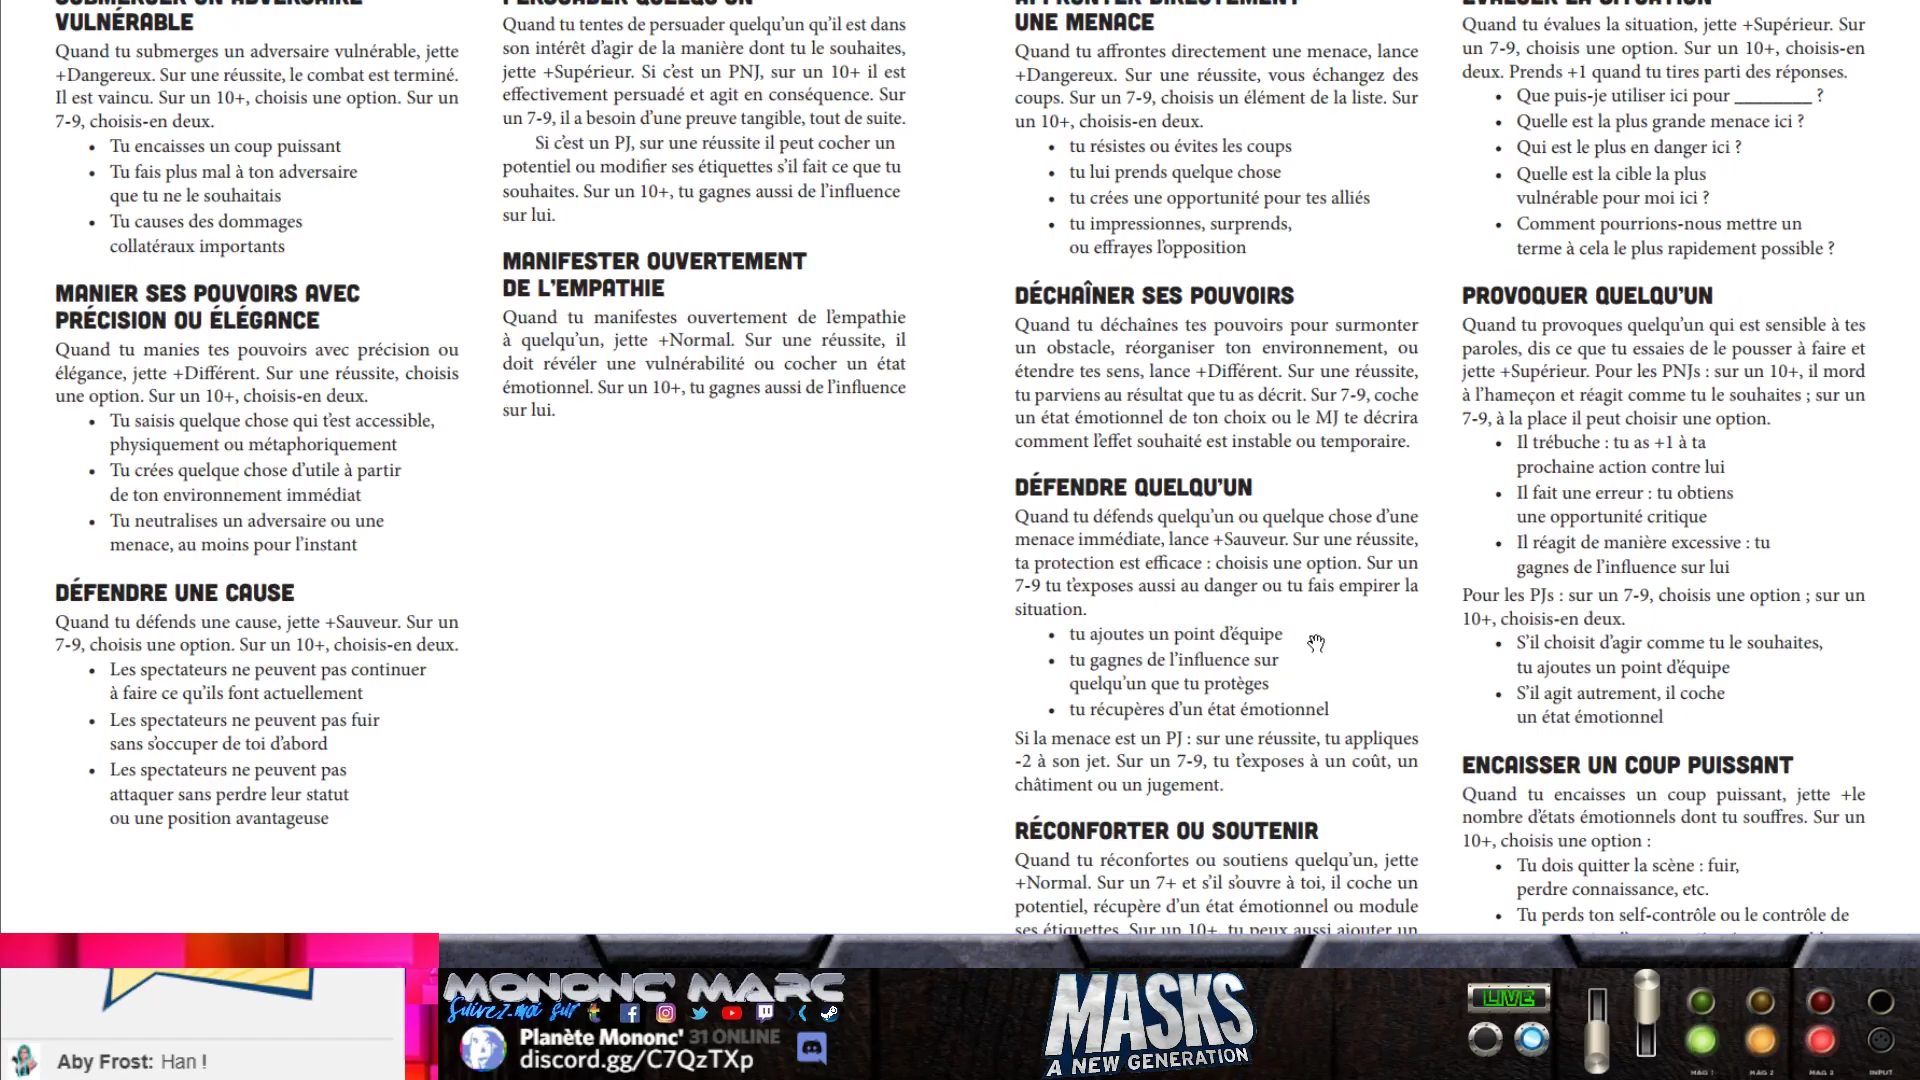 SUBMERGER UN ADVERSAIRE
VULNÉRABLE
Quand tu submerges un adversaire vulnérable, jette
+Dangereux. Sur une réussite, le combat est terminé.
Il est vaincu. Sur un 10+, choisis une option. Sur un
7-9, choisis-en deux.
• Tu encaisses un coup puissant
• Tu fais plus mal à ton adversaire
que tu ne le souhaitais
• Tu causes des dommages
collatéraux importants
MANIER SES POUVOIRS AVEC
PRÉCISION OU ÉLÉGANCE
Quand tu manies tes pouvoirs avec précision ou
élégance, jette +Différent. Sur une réussite, choisis
une option. Sur un 10+, choisis-en deux.
• Tu saisis quelque chose qui t'est accessible,
physiquement ou métaphoriquement
• Tu crées quelque chose d'utile à partir
de ton environnement immédiat
• Tu neutralises un adversaire ou une
menace, au moins pour l'instant
DÉFENDRE UNE CAUSE
Quand tu défends une cause, jette +Sauveur. Sur un
7-9, choisis une option. Sur un 10+, choisis-en deux.
• Les spectateurs ne peuvent pas continuer
à faire ce qu'ils font actuellement
• Les spectateurs ne peuvent pas fuir
sans s'occuper de toi d'abord
• Les spectateurs ne peuvent pas
attaquer sans perdre leur statut
ou une position avantageuse
PERSUADER QUELQU'UN
Quand tu tentes de persuader quelqu'un qu'il est dans
son intérêt d'agir de la manière dont tu le souhaites,
jette +Supérieur. Si c'est un PNJ, sur un 10+ il est
effectivement persuadé et agit en conséquence. Sur
un 7-9, il a besoin d'une preuve tangible, tout de suite.
Si c'est un PJ, sur une réussite il peut cocher un
potentiel ou modifier ses étiquettes s'il fait ce que tu
souhaites. Sur un 10+, tu gagnes aussi de l'influence
sur lui.
MANIFESTER OUVERTEMENT
DE L'EMPATHIE
Quand tu manifestes ouvertement de l'empathie
à quelqu'un, jette +Normal. Sur une réussite, il
doit révéler une vulnérabilité ou cocher un état
émotionnel. Sur un 10+, tu gagnes aussi de l'influence
sur lui.
AFFRONTER DIRECTEMENT
UNE MENACE
Quand tu affrontes directement une menace, lance
+Dangereux. Sur une réussite, vous échangez des
coups. Sur un 7-9, choisis un élément de la liste. Sur
un 10+, choisis-en deux.
• tu résistes ou évites les coups
• tu lui prends quelque chose
• tu crées une opportunité pour tes alliés
• tu impressionnes, surprends,
ou effrayes l'opposition
DÉCHAÎNER SES POUVOIRS
Quand tu déchaînes tes pouvoirs pour surmonter
un obstacle, réorganiser ton environnement, ou
étendre tes sens, lance +Différent. Sur une réussite,
tu parviens au résultat que tu as décrit. Sur 7-9, coche
un état émotionnel de ton choix ou le MJ te décrira
comment l'effet souhaité est instable ou temporaire.
DÉFENDRE QUELQU'UN
Quand tu défends quelqu'un ou quelque chose d'une
menace immédiate, lance +Sauveur. Sur une réussite,
ta protection est efficace : choisis une option. Sur un
7-9 tu t'exposes aussi au danger ou tu fais empirer la
situation.
• tu ajoutes un point d'équipe
• tu gagnes de l'influence sur
quelqu'un que tu protèges
• tu récupères d'un état émotionnel
Si la menace est un PJ : sur une réussite, tu appliques
-2 à son jet. Sur un 7-9, tu t'exposes à un coût, un
châtiment ou un jugement.
RÉCONFORTER OU SOUTENIR
Quand tu réconfortes ou soutiens quelqu'un, jette
+Normal. Sur un 7+ et s'il s'ouvre à toi, il coche un
potentiel, récupère d'un état émotionnel ou module
ses étiquettes. Sur un 10+, tu peux aussi ajouter un
ÉVALUER LA SITUATION
Quand tu évalues la situation, jette +Supérieur. Sur
un 7-9, choisis une option. Sur un 10+, choisis-en
deux. Prends +1 quand tu tires parti des réponses.
• Que puis-je utiliser ici pour ________ ?
• Quelle est la plus grande menace ici ?
• Qui est le plus en danger ici ?
• Quelle est la cible la plus
vulnérable pour moi ici ?
• Comment pourrions-nous mettre un
terme à cela le plus rapidement possible ?
PROVOQUER QUELQU'UN
Quand tu provoques quelqu'un qui est sensible à tes
paroles, dis ce que tu essaies de le pousser à faire et
jette +Supérieur. Pour les PNJs : sur un 10+, il mord
à l'hameçon et réagit comme tu le souhaites ; sur un
7-9, à la place il peut choisir une option.
• Il trébuche : tu as +1 à ta
prochaine action contre lui
• Il fait une erreur : tu obtiens
une opportunité critique
• Il réagit de manière excessive : tu
gagnes de l'influence sur lui
Pour les PJs : sur un 7-9, choisis une option ; sur un
10+, choisis-en deux.
• S'il choisit d'agir comme tu le souhaites,
tu ajoutes un point d'équipe
• S'il agit autrement, il coche
un état émotionnel
ENCAISSER UN COUP PUISSANT
Quand tu encaisses un coup puissant, jette +le
nombre d'états émotionnels dont tu souffres. Sur un
10+, choisis une option :
• Tu dois quitter la scène : fuir,
perdre connaissance, etc.
• Tu perds ton self-contrôle ou le contrôle de
Aby Frost: Han !
MONONC' MARC
Suivez-moi sur
Planète Mononc' 31 ONLINE
discord.gg/C7QzTXp
MASKS
A NEW GENERATION
LIVE
MAG 1 MAG 2 MAG 3 INPUT